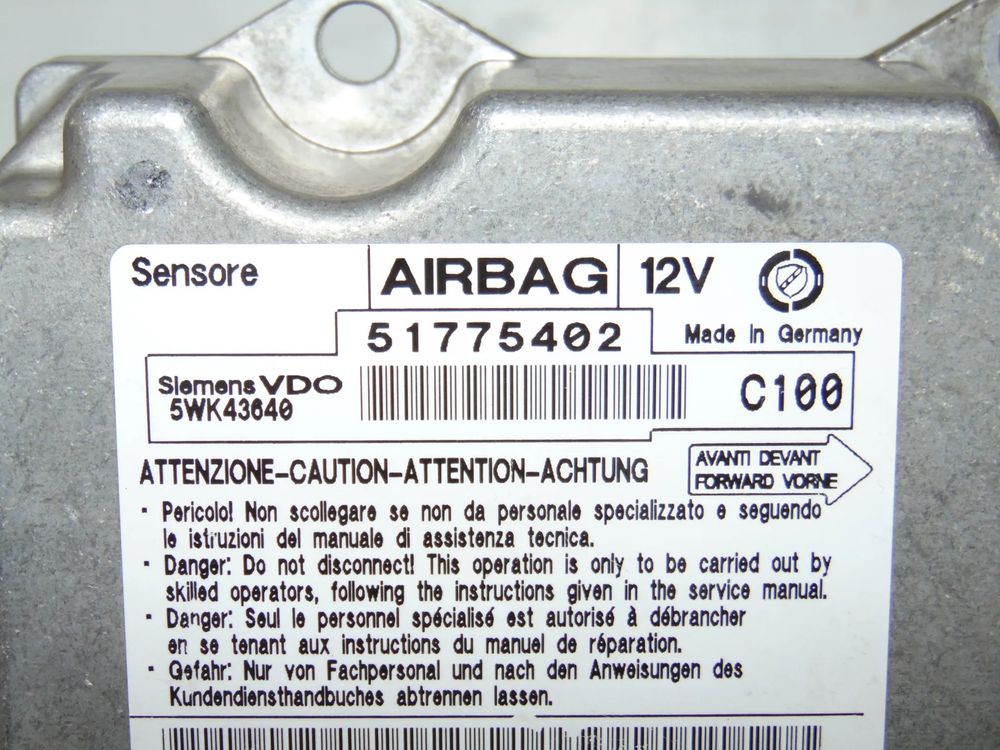 Sensore AIRBAG 12V
51775402 Made In Germany
Siemens VDO
5WK43640 C100
ATTENZIONE-CAUTION-ATTENTION-ACHTUNG
AVANTI DEVANT
FORWARD VORNE
· Pericolo! Non scollegare se non da personale specializzato e seguendo
le istruzioni del manuale di assistenza tecnica.
· Danger: Do not disconnect! This operation is only to be carried out by
skilled operators, following the instructions given in the service manual.
· Danger: Seul le personnel spécialisé est autorisé à débrancher
en se tenant aux instructions du manuel de réparation.
· Gefahr: Nur von Fachpersonal und nach den Anweisungen des
Kundendiensthandbuches abtrennen lassen.